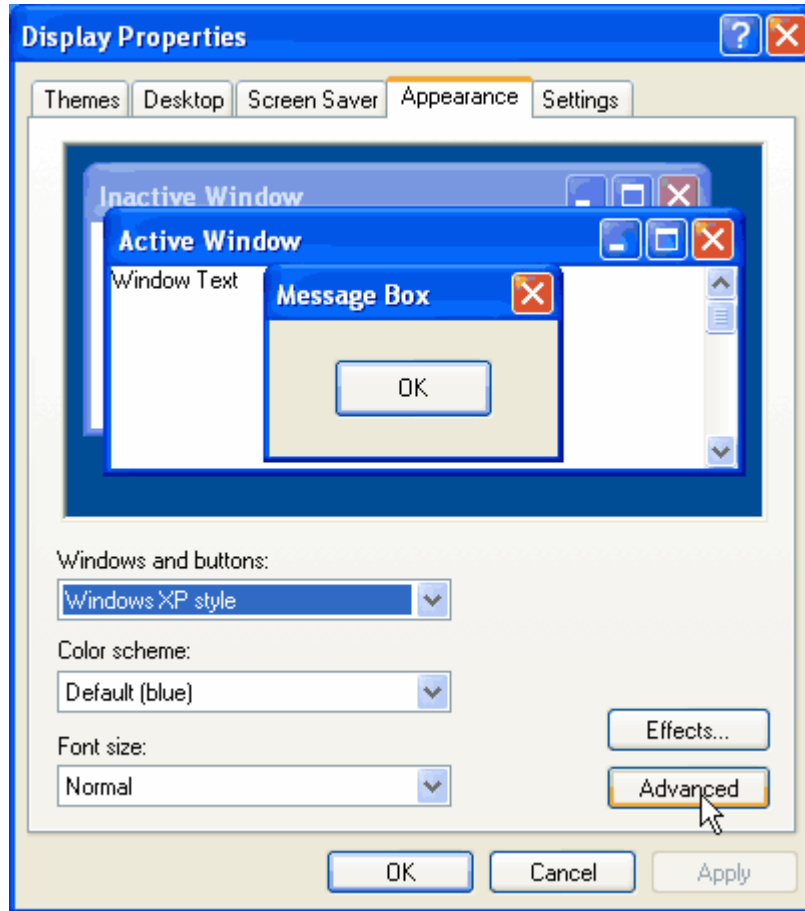 Display Properties
Themes Desktop Screen Saver Appearance Settings
Inactive Window
Active Window
Window Text
Message Box
OK
Windows and buttons:
Windows XP style
Color scheme:
Default (blue)
Effects...
Font size:
Normal
Advanced
OK Cancel Apply